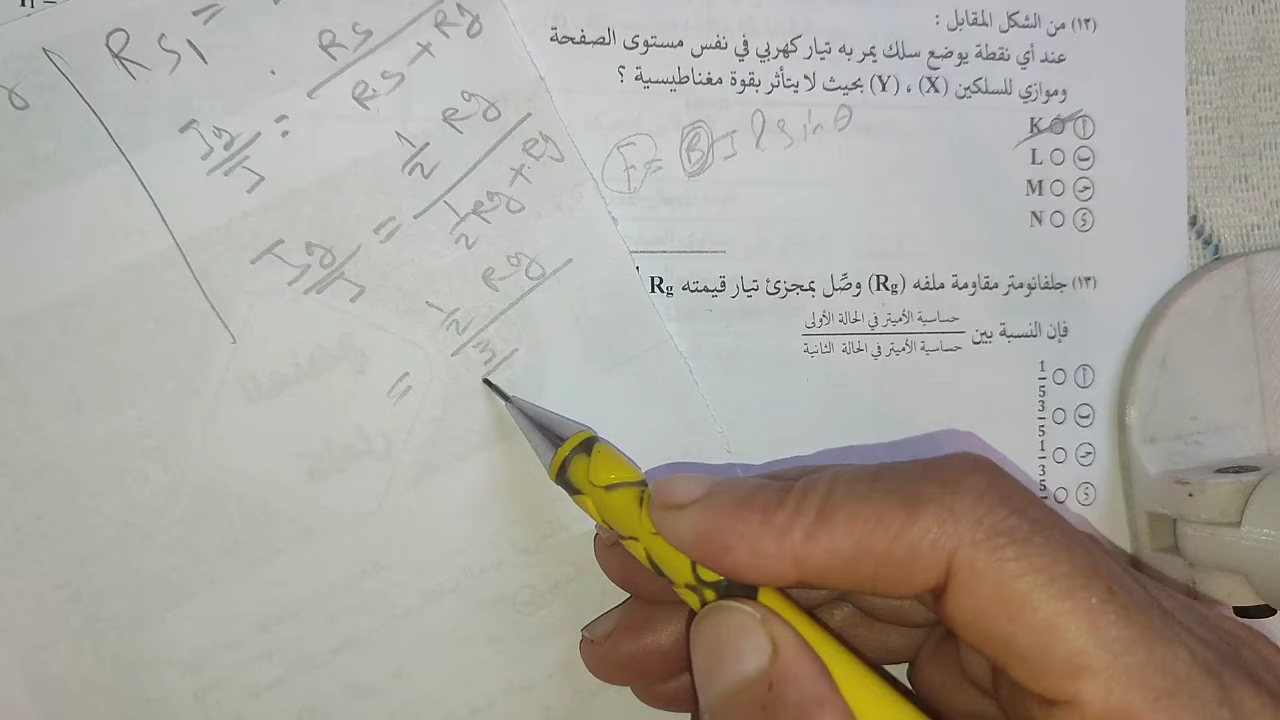 (١٢) من الشكل المقابل :
عند أي نقطة يوضع سلك يمر به تيار كهربي في نفس مستوى الصفحة
وموازي للسلكين (X) ، (Y) بحيث لا يتأثر بقوة مغناطيسية ؟
أ K
ب L
جـ M
د N
F = B I l sin θ
(١٣) جلفانومتر مقاومة ملفه (Rg) وصِّل بمجزئ تيار قيمته Rg
فإن النسبة بين حساسية الأميتر في الحالة الأولى / حساسية الأميتر في الحالة الثانية
أ 1/5
ب 3/5
جـ 1/3
د 5
Rs1 =
Ig/I = Rs / Rs + Rg
Ig/I = 1/2 Rg / 1/2 Rg + Rg
= 1/2 Rg / 3/